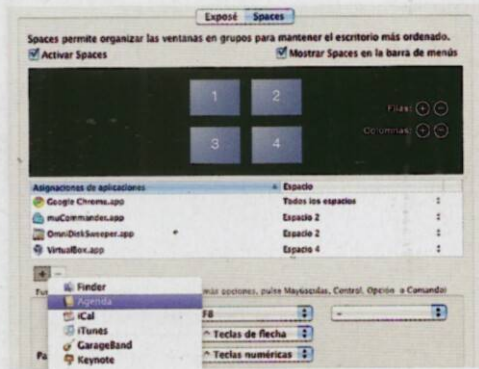 Exposé Spaces
Spaces permite organizar las ventanas en grupos para mantener el escritorio más ordenado.
Activar Spaces Mostrar Spaces en la barra de menús
1 2
Filas:
3 4
Columnas:
Asignaciones de aplicaciones Espacio
Google Chrome.app Todos los espacios
muCommander.app Espacio 2
OmniDiskSweeper.app Espacio 2
VirtualBox.app Espacio 4
+ -
Finder
más opciones, pulse Mayúsculas, Control, Opción o Comando
Agenda
iCal F8 -
iTunes ^ Teclas de flecha
GarageBand
Keynote ^ Teclas numéricas